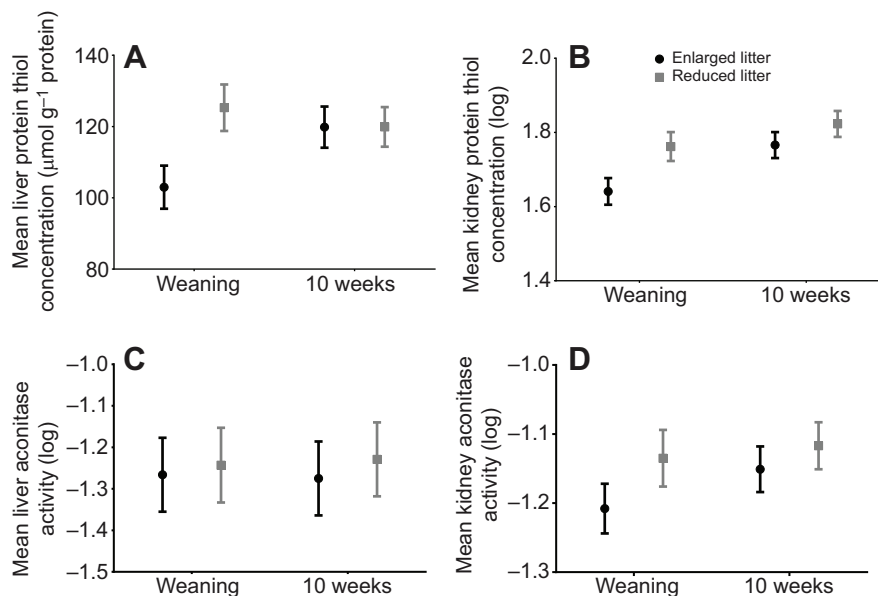 A
Mean liver protein thiol
concentration (μmol g–1 protein)
140
120
100
80
Weaning
10 weeks
B
Mean kidney protein thiol
concentration (log)
2.0
1.8
1.6
1.4
Enlarged litter
Reduced litter
Weaning
10 weeks
C
Mean liver aconitase
activity (log)
–1.0
–1.1
–1.2
–1.3
–1.4
–1.5
Weaning
10 weeks
D
Mean kidney aconitase
activity (log)
–1.0
–1.1
–1.2
–1.3
Weaning
10 weeks